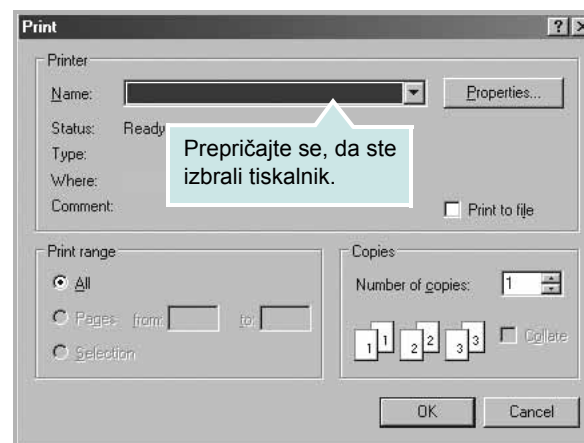 Print
Printer
Name:
Properties...
Status: Ready
Type:
Where:
Comment:
Prepričajte se, da ste
izbrali tiskalnik.
Print to file
Print range
All
Pages from: to:
Selection
Copies
Number of copies: 1
1 1 2 2 3 3
Collate
OK Cancel